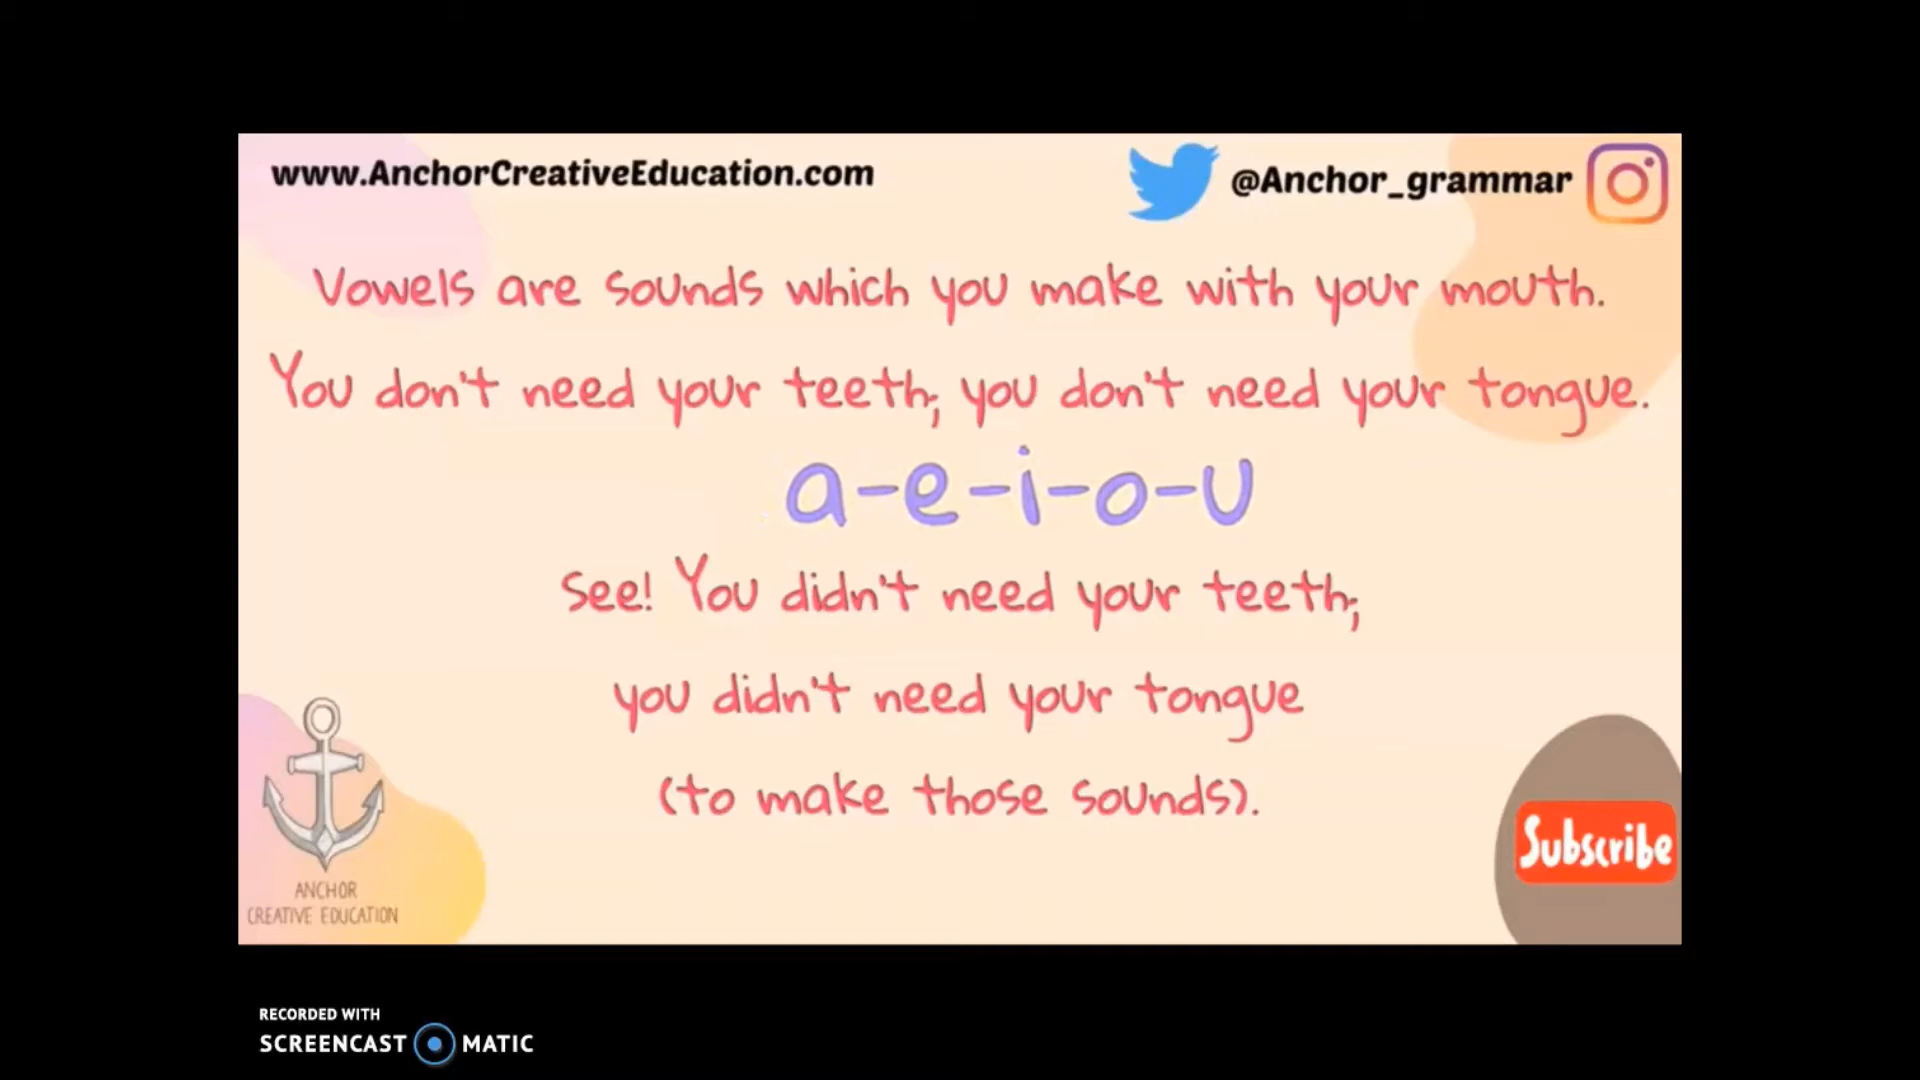 www.AnchorCreativeEducation.com
@Anchor_grammar
Vowels are sounds which you make with your mouth.
You don't need your teeth; you don't need your tongue.
a-e-i-o-u
See! You didn't need your teeth;
you didn't need your tongue
(to make those sounds).
ANCHOR
CREATIVE EDUCATION
Subscribe
RECORDED WITH
SCREENCAST MATIC